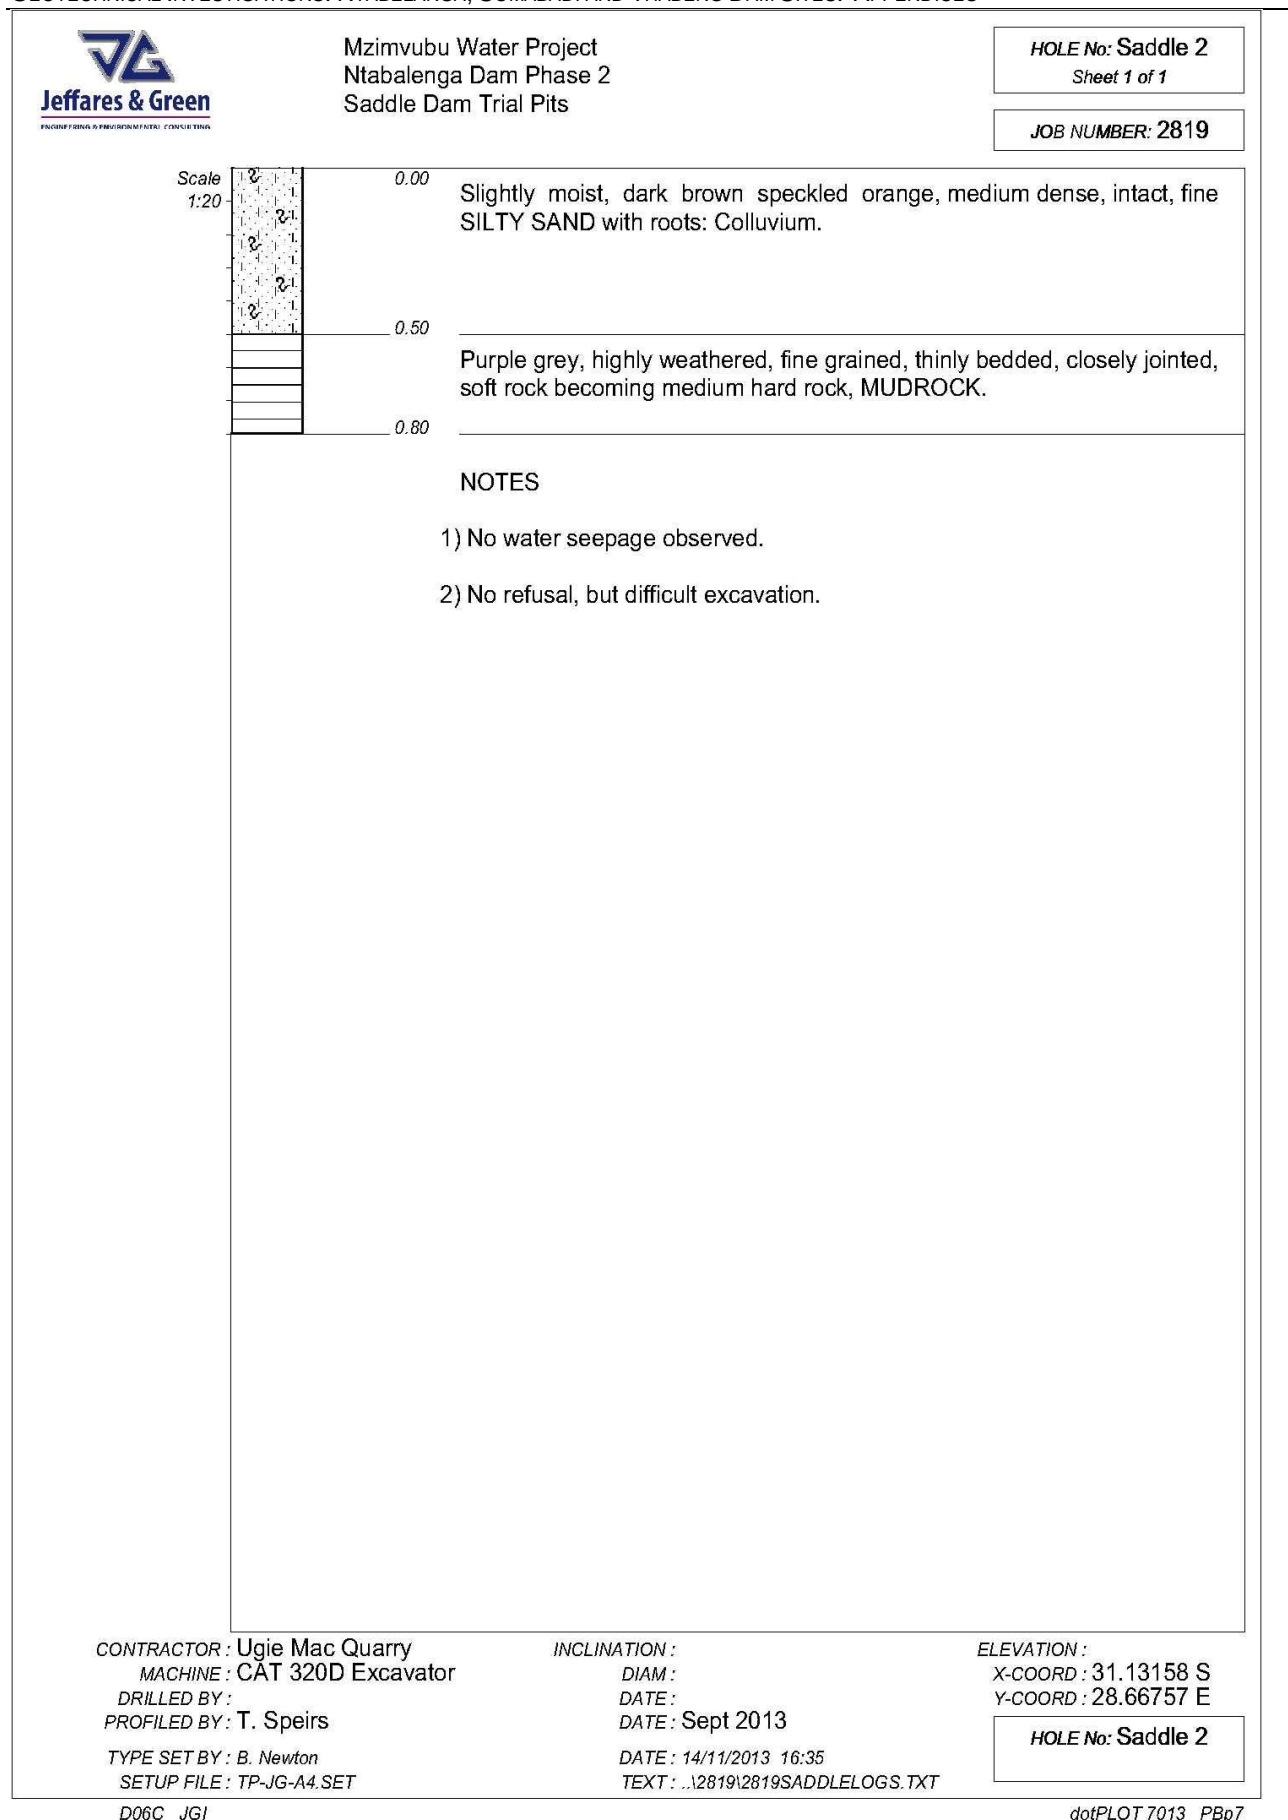 Jeffares & Green
ENGINEERING & ENVIRONMENTAL CONSULTING
Mzimvubu Water Project
Ntabalenga Dam Phase 2
Saddle Dam Trial Pits
HOLE No: Saddle 2
Sheet 1 of 1
JOB NUMBER: 2819
Scale
1:20
0.00
Slightly moist, dark brown speckled orange, medium dense, intact, fine
SILTY SAND with roots: Colluvium.
0.50
Purple grey, highly weathered, fine grained, thinly bedded, closely jointed,
soft rock becoming medium hard rock, MUDROCK.
0.80
NOTES
1) No water seepage observed.
2) No refusal, but difficult excavation.
CONTRACTOR : Ugie Mac Quarry
MACHINE : CAT 320D Excavator
DRILLED BY :
PROFILED BY : T. Speirs
TYPE SET BY : B. Newton
SETUP FILE : TP-JG-A4.SET
INCLINATION :
DIAM :
DATE :
DATE : Sept 2013
DATE : 14/11/2013 16:35
TEXT : ..\2819\2819SADDLELOGS.TXT
ELEVATION :
X-COORD : 31.13158 S
Y-COORD : 28.66757 E
HOLE No: Saddle 2
D06C JGI
dotPLOT 7013 PBp7